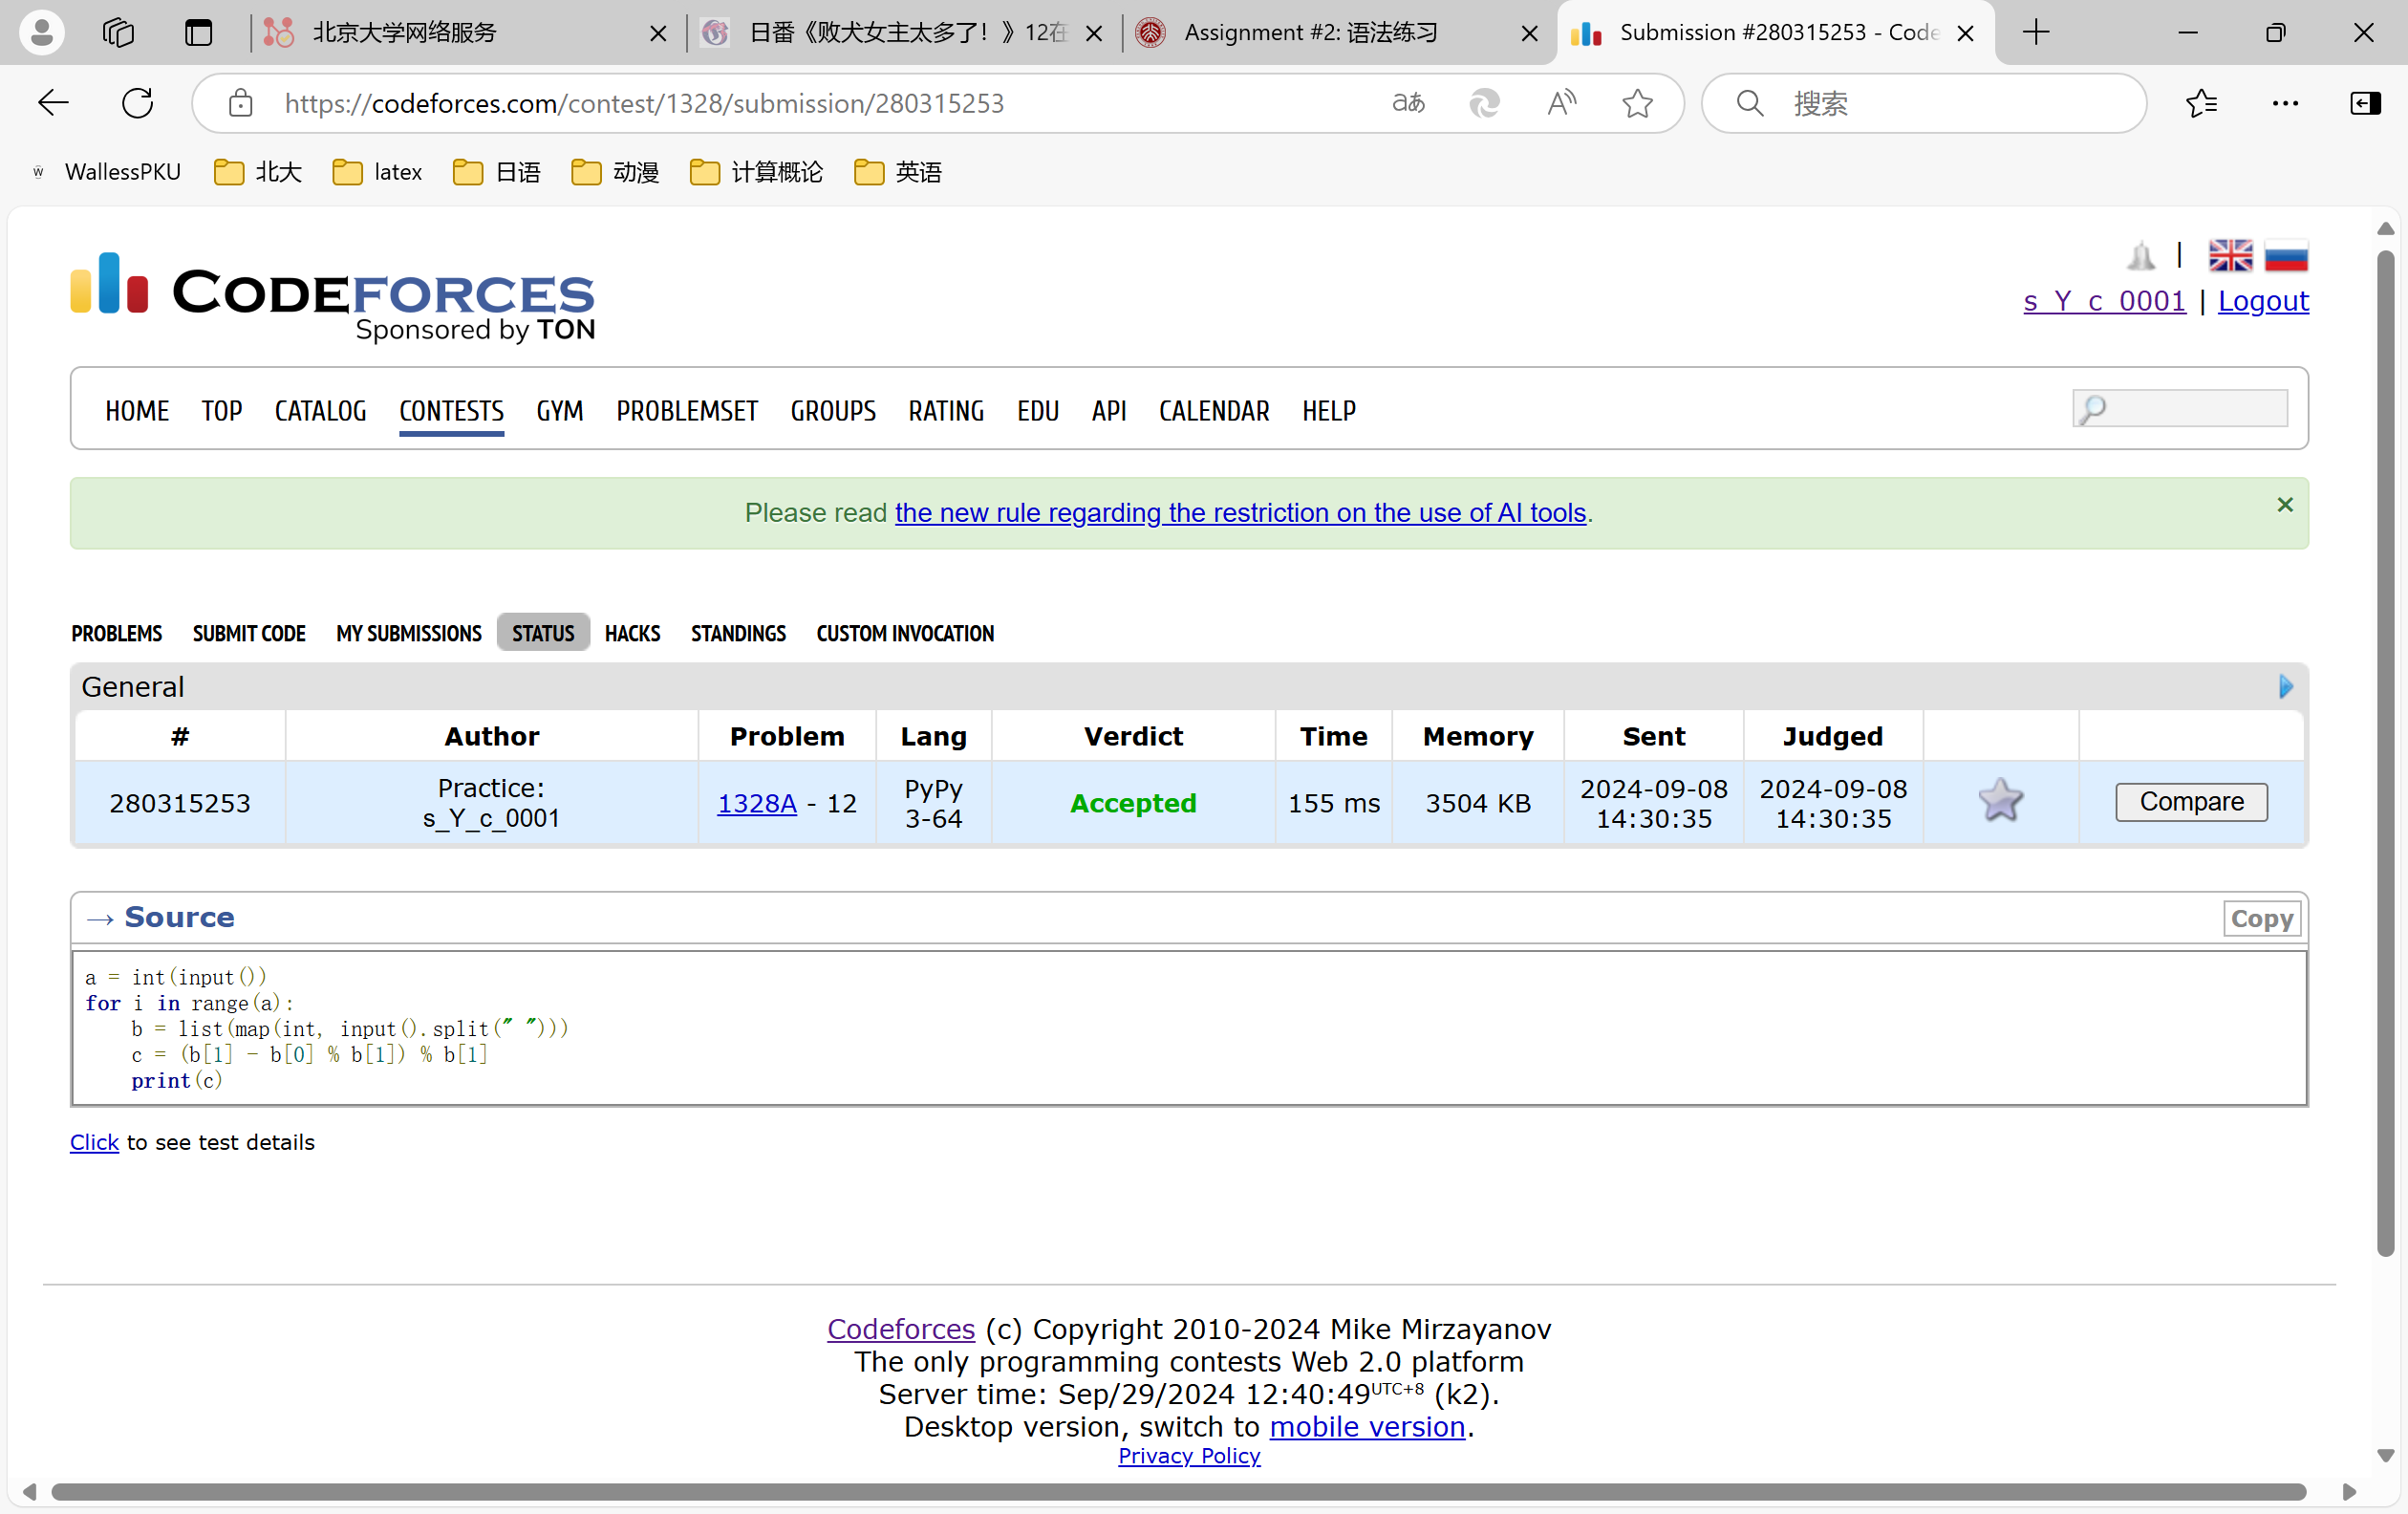 北京大学网络服务
日番《败犬女主太多了！》12在
Assignment #2: 语法练习
Submission #280315253 - Code
https://codeforces.com/contest/1328/submission/280315253
搜索
WallessPKU 北大 latex 日语 动漫 计算概论 英语
CODEFORCES
Sponsored by TON
s_Y_c_0001 | Logout
HOME TOP CATALOG CONTESTS GYM PROBLEMSET GROUPS RATING EDU API CALENDAR HELP
Please read the new rule regarding the restriction on the use of AI tools.
PROBLEMS SUBMIT CODE MY SUBMISSIONS STATUS HACKS STANDINGS CUSTOM INVOCATION
General
# Author Problem Lang Verdict Time Memory Sent Judged
280315253 Practice: s_Y_c_0001 1328A - 12 PyPy 3-64 Accepted 155 ms 3504 KB 2024-09-08 14:30:35 2024-09-08 14:30:35 Compare
→ Source
Copy
a = int(input())
for i in range(a):
    b = list(map(int, input().split(" ")))
    c = (b[1] - b[0] % b[1]) % b[1]
    print(c)
Click to see test details
Codeforces (c) Copyright 2010-2024 Mike Mirzayanov
The only programming contests Web 2.0 platform
Server time: Sep/29/2024 12:40:49UTC+8 (k2).
Desktop version, switch to mobile version.
Privacy Policy